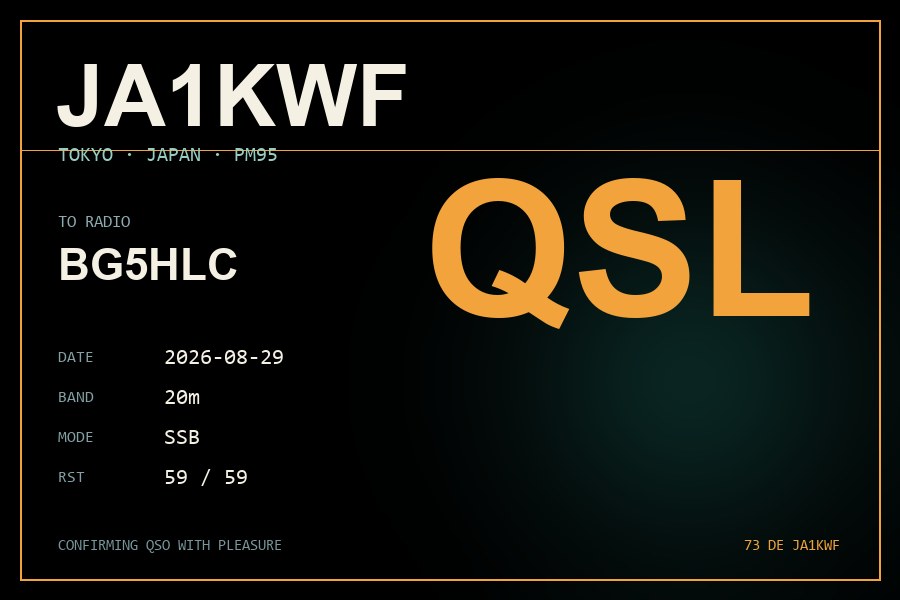 JA1KWF
TOKYO · JAPAN · PM95
QSL
TO RADIO
BG5HLC
DATE 2026-08-29
BAND 20m
MODE SSB
RST 59 / 59
CONFIRMING QSO WITH PLEASURE
73 DE JA1KWF